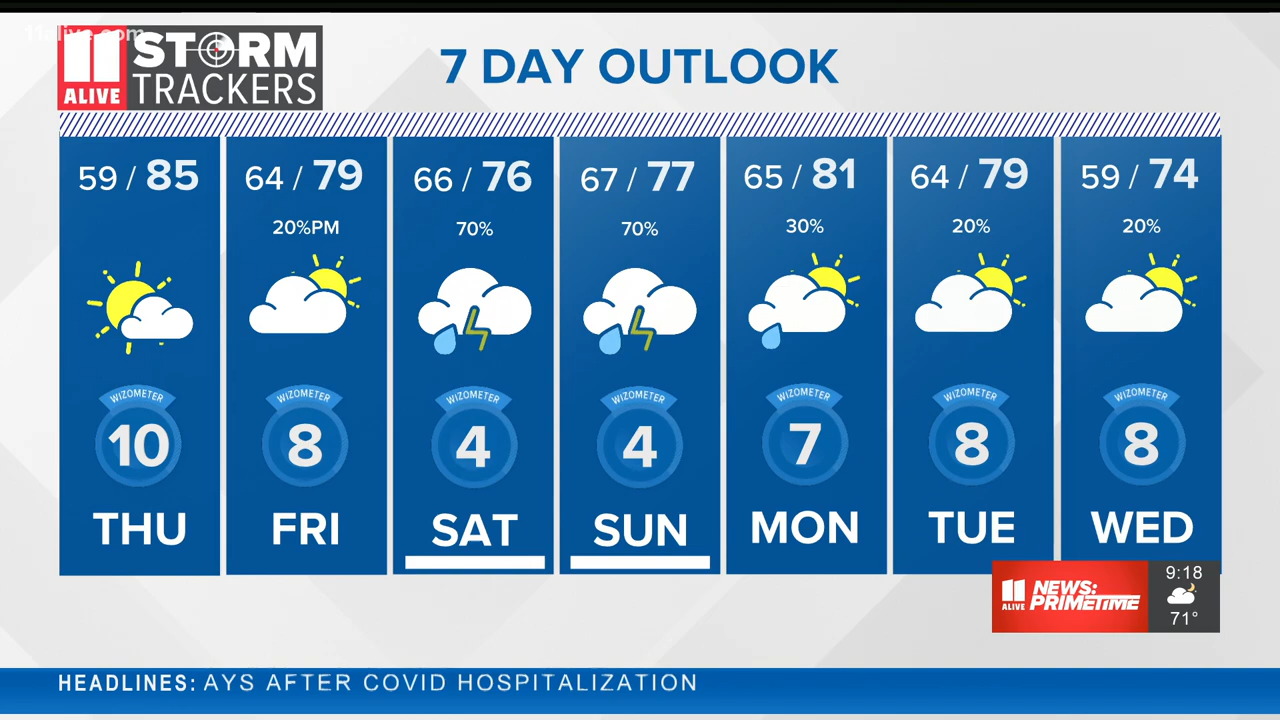 11alive.com
11 STORM
ALIVE TRACKERS
7 DAY OUTLOOK
59 / 85
64 / 79
66 / 76
67 / 77
65 / 81
64 / 79
59 / 74
20%PM
70%
70%
30%
20%
20%
WIZOMETER
WIZOMETER
WIZOMETER
WIZOMETER
WIZOMETER
WIZOMETER
WIZOMETER
10
8
4
4
7
8
8
THU
FRI
SAT
SUN
MON
TUE
WED
11 ALIVE
NEWS:
PRIMETIME
9:18
71°
HEADLINES: AYS AFTER COVID HOSPITALIZATION